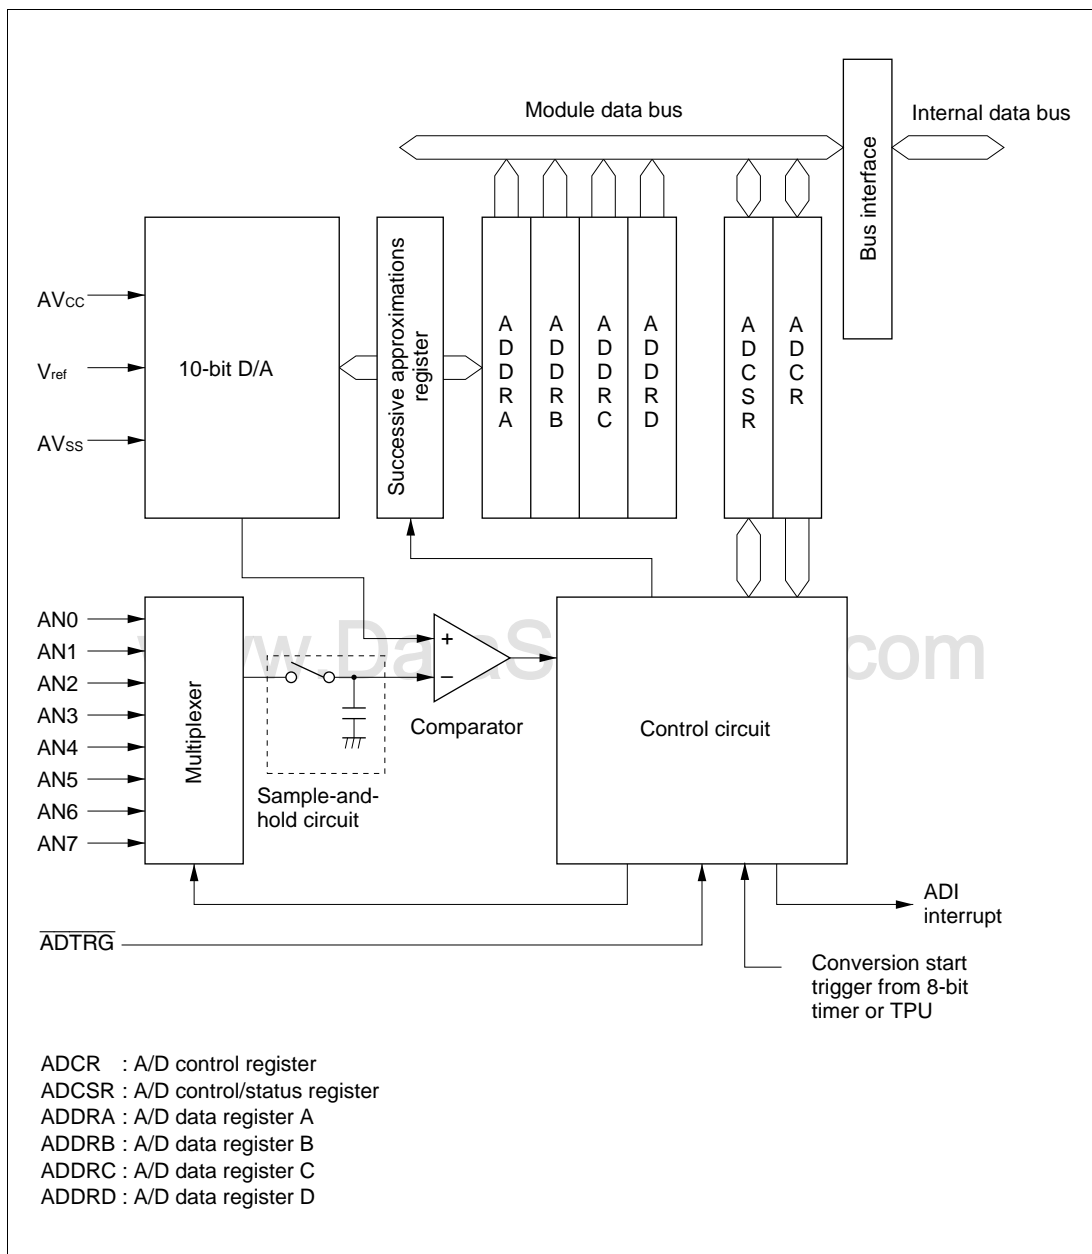 Module data bus
Internal data bus
Bus interface
AVCC
Vref
AVSS
10-bit D/A
Successive approximations
register
ADDRA
ADDRB
ADDRC
ADDRD
ADCSR
ADCR
AN0
AN1
AN2
AN3
AN4
AN5
AN6
AN7
Multiplexer
Sample-and-
hold circuit
+
−
Comparator
Control circuit
ADI
interrupt
ADTRG
Conversion start
trigger from 8-bit
timer or TPU
ADCR : A/D control register
ADCSR : A/D control/status register
ADDRA : A/D data register A
ADDRB : A/D data register B
ADDRC : A/D data register C
ADDRD : A/D data register D